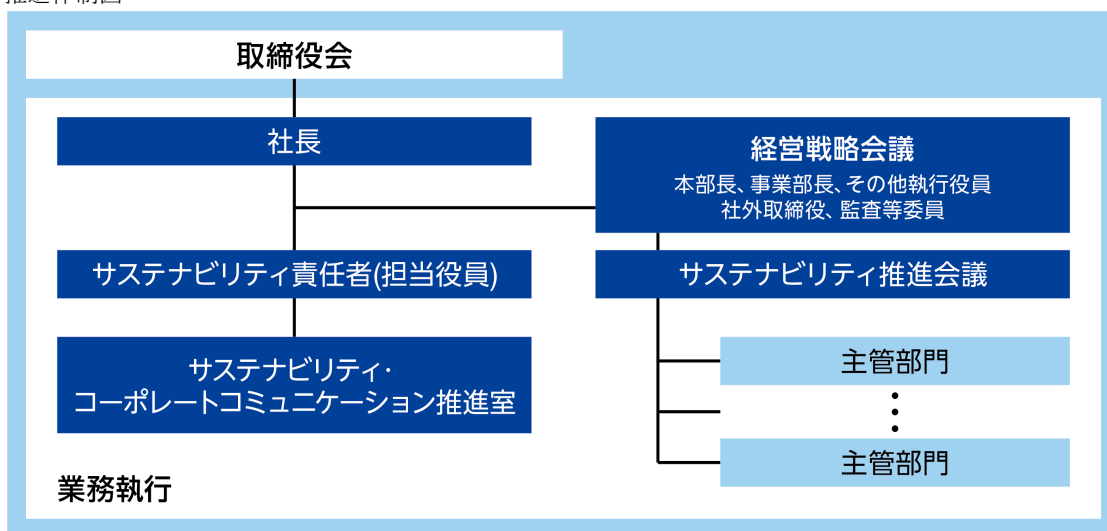 取締役会
社長
経営戦略会議
本部長、事業部長、その他執行役員
社外取締役、監査等委員
サステナビリティ責任者(担当役員)
サステナビリティ推進会議
サステナビリティ・
コーポレートコミュニケーション推進室
主管部門
主管部門
業務執行